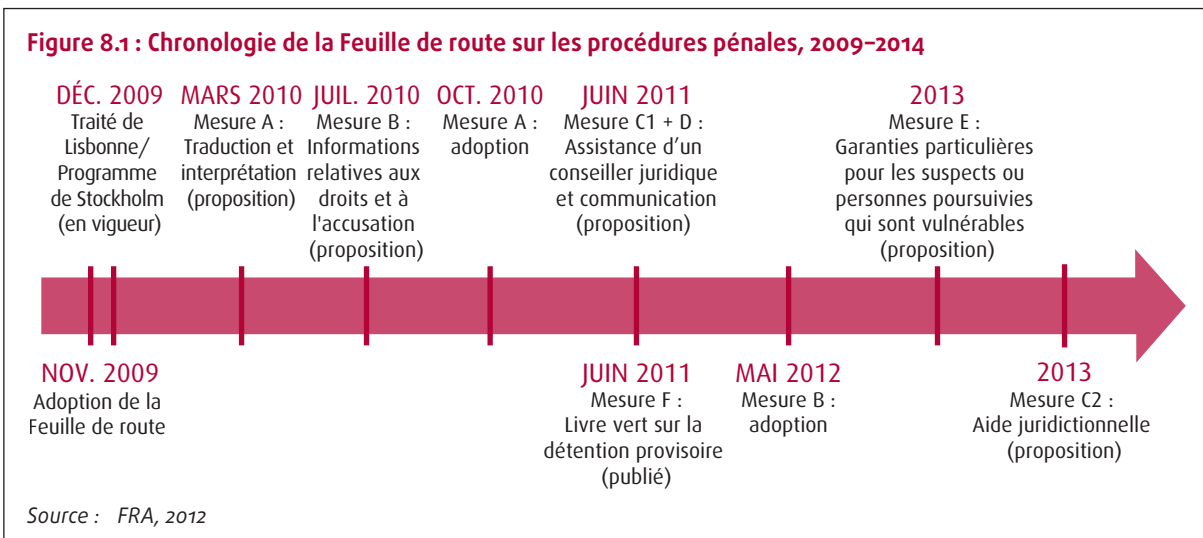 Figure 8.1 : Chronologie de la Feuille de route sur les procédures pénales, 2009–2014
DÉC. 2009
Traité de
Lisbonne/
Programme
de Stockholm
(en vigueur)
MARS 2010
Mesure A :
Traduction et
interprétation
(proposition)
JUIL. 2010
Mesure B :
Informations
relatives aux
droits et à
l'accusation
(proposition)
OCT. 2010
Mesure A :
adoption
JUIN 2011
Mesure C1 + D :
Assistance d’un
conseiller juridique
et communication
(proposition)
2013
Mesure E :
Garanties particulières
pour les suspects ou
personnes poursuivies
qui sont vulnérables
(proposition)
NOV. 2009
Adoption de la
Feuille de route
JUIN 2011
Mesure F :
Livre vert sur la
détention provisoire
(publié)
MAI 2012
Mesure B :
adoption
2013
Mesure C2 :
Aide juridictionnelle
(proposition)
Source : FRA, 2012